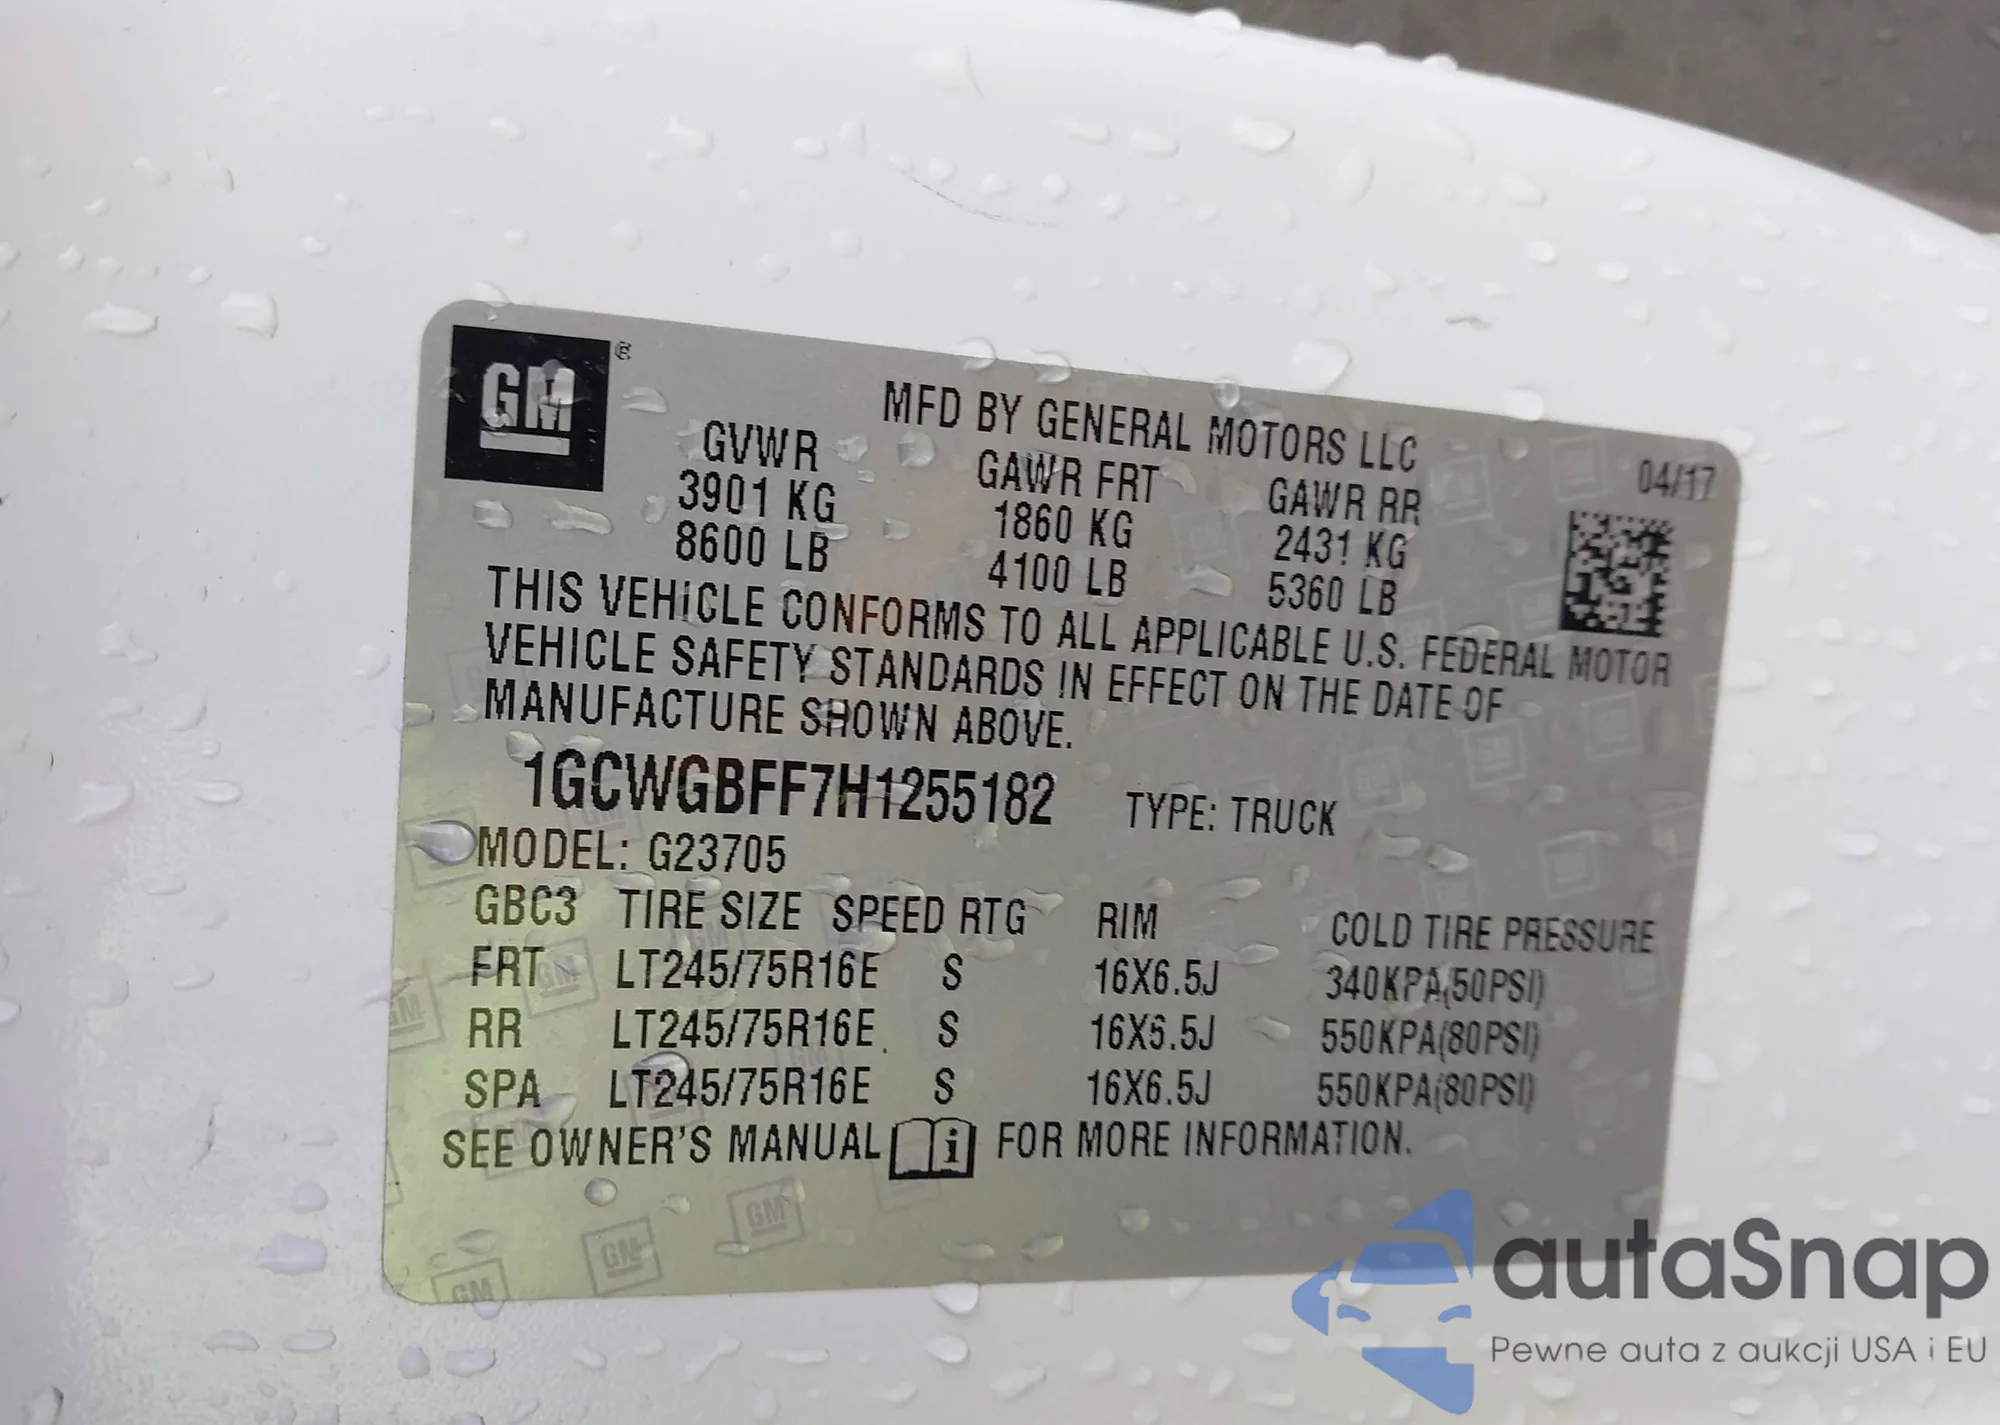 GM ®
MFD BY GENERAL MOTORS LLC
04/17
GVWR GAWR FRT GAWR RR
3901 KG 1860 KG 2431 KG
8600 LB 4100 LB 5360 LB
THIS VEHICLE CONFORMS TO ALL APPLICABLE U.S. FEDERAL MOTOR
VEHICLE SAFETY STANDARDS IN EFFECT ON THE DATE OF
MANUFACTURE SHOWN ABOVE.
1GCWGBFF7H1255182 TYPE: TRUCK
MODEL: G23705
GBC3 TIRE SIZE SPEED RTG RIM COLD TIRE PRESSURE
FRT LT245/75R16E S 16X6.5J 340KPA(50PSI)
RR LT245/75R16E S 16X6.5J 550KPA(80PSI)
SPA LT245/75R16E S 16X6.5J 550KPA(80PSI)
SEE OWNER'S MANUAL i FOR MORE INFORMATION.
GM GM GM
autaSnap
Pewne auta z aukcji USA i EU